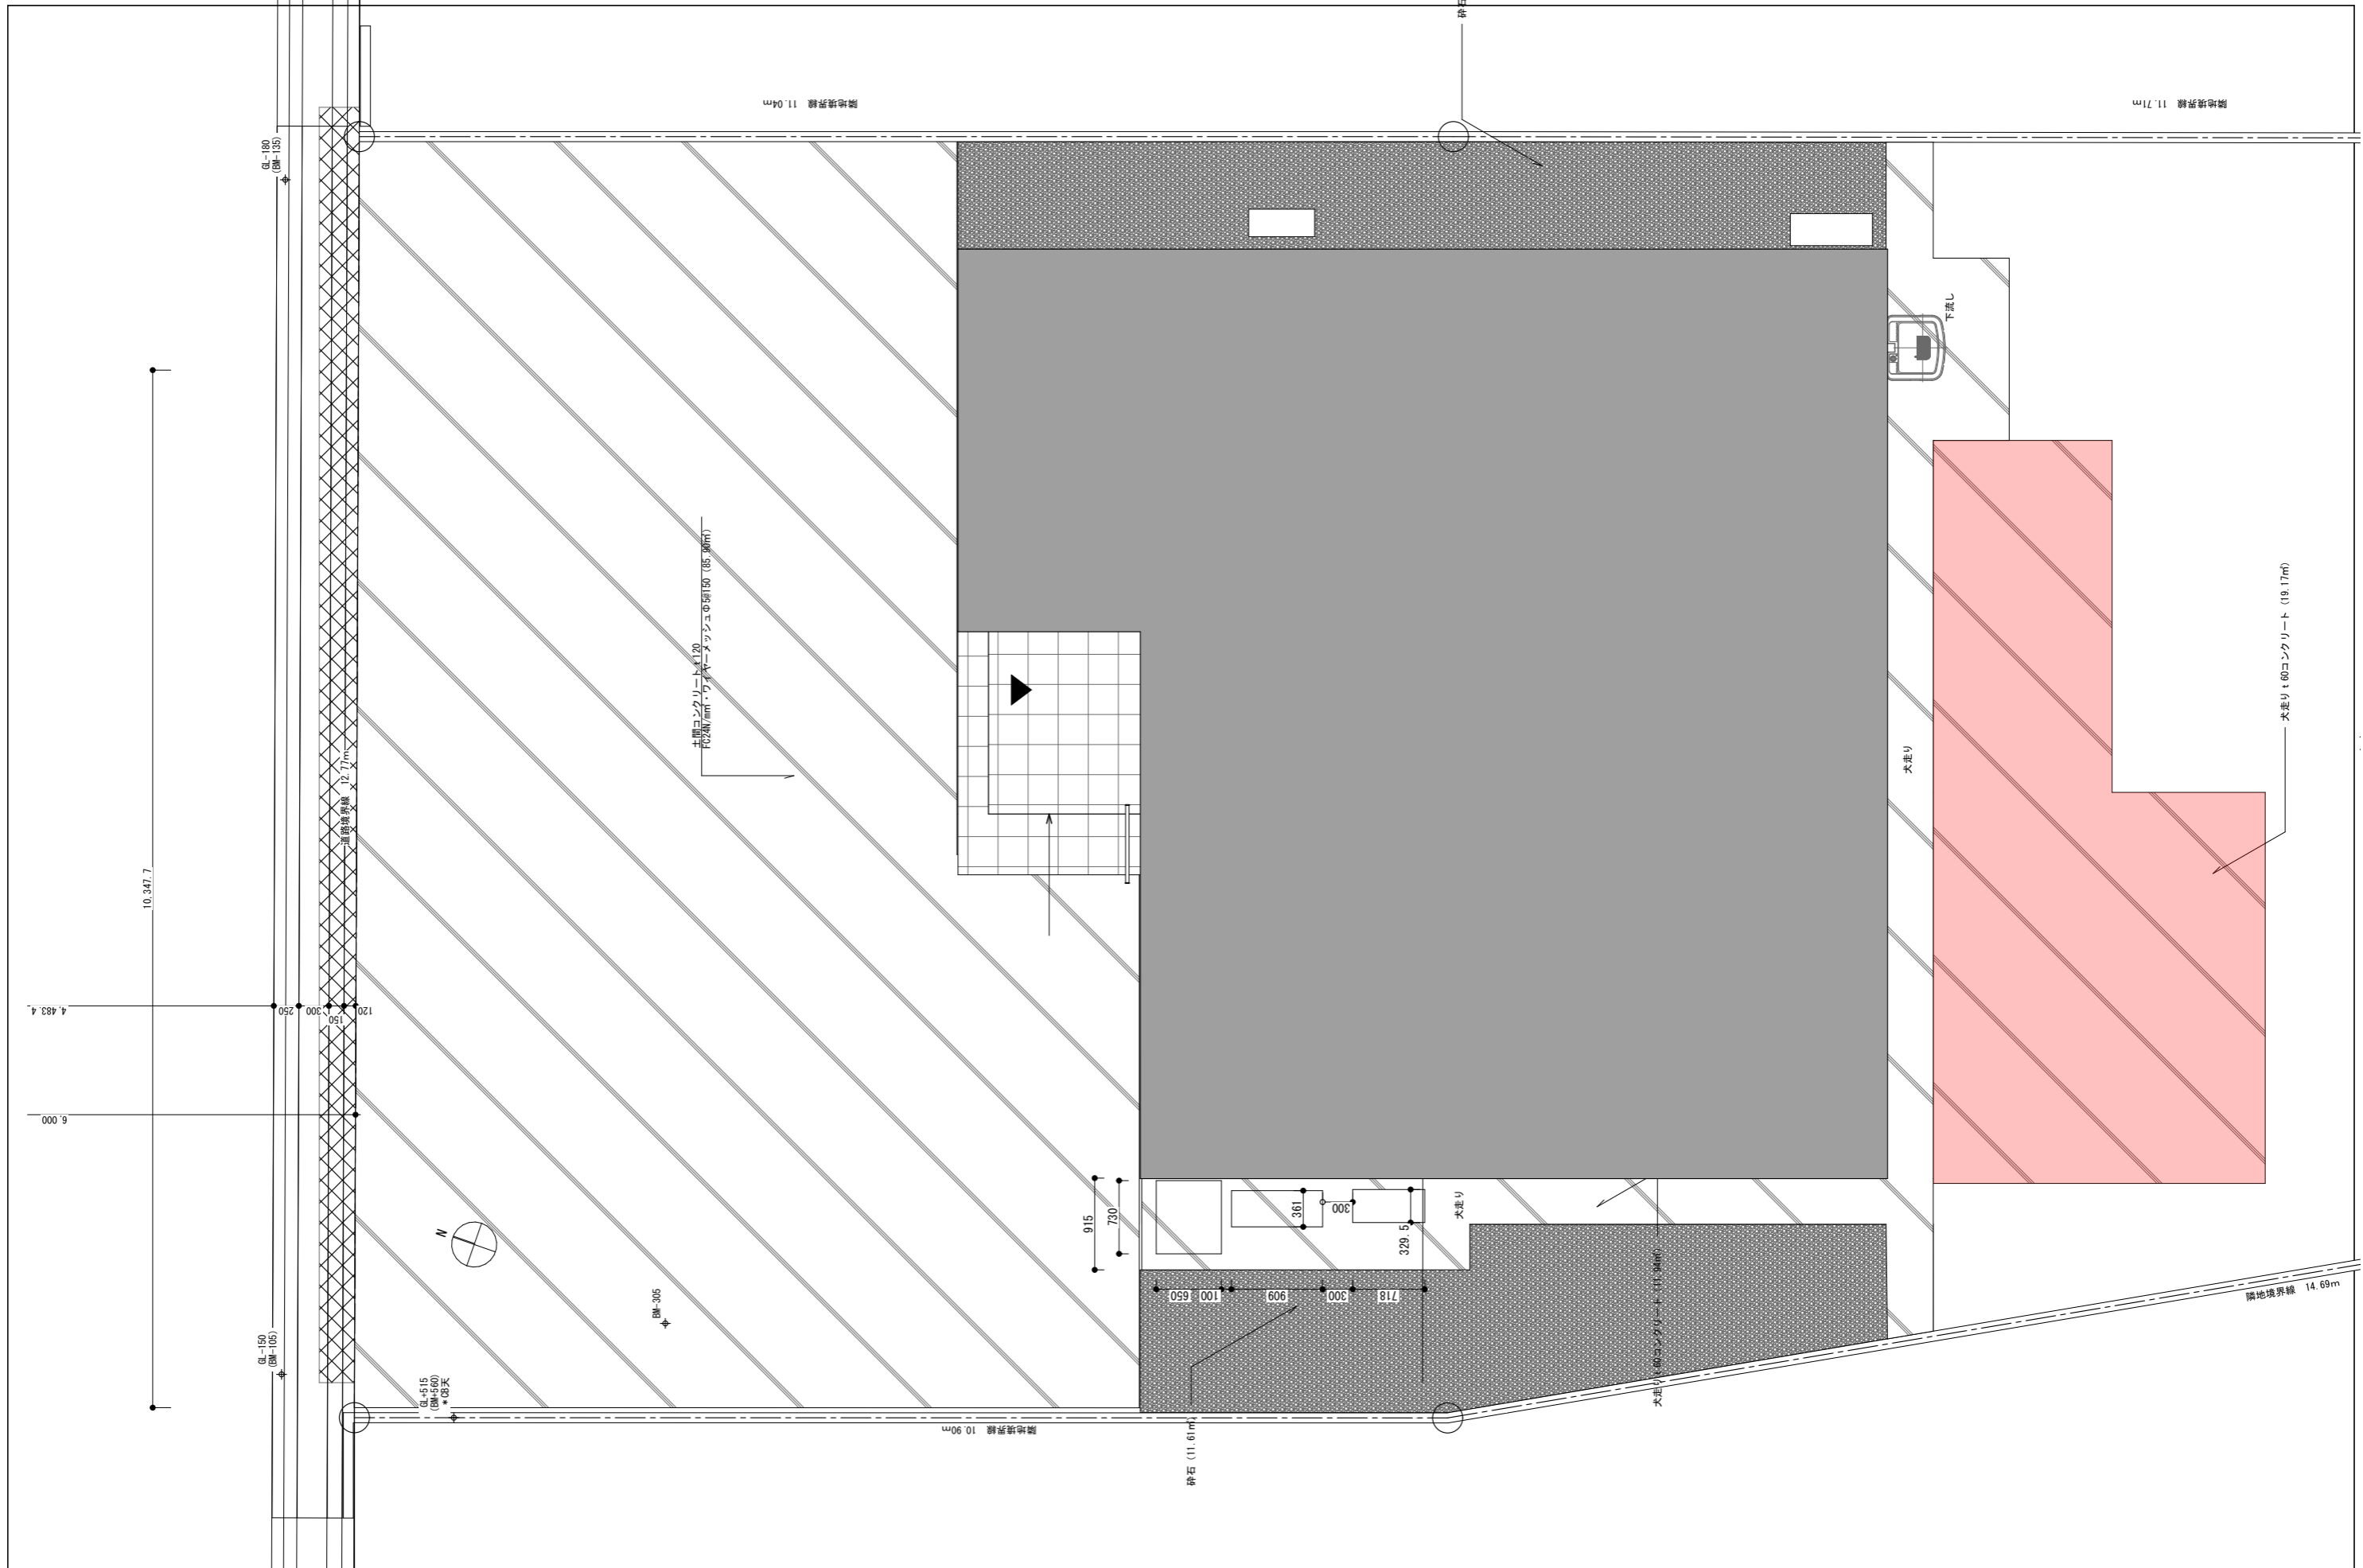 砕石
隣地境界線 11.04m
隣地境界線 11.71m
GL-180
(BM-135)
下流し
土間コンクリート t 120
FC24N/m㎡・ワイヤーメッシュΦ5@150 (85.90㎡)
犬走り t 60コンクリート (19.17㎡)
犬走り
道路境界線 12.77m
10,347.7
4,483.4
250
300
150
120
6,000
N
915
730
361
300
329.5
犬走り
650
100
909
300
718
BM-305
GL-150
(BM-105)
GL+515
(BM+560)
*CB天
犬走り t 60コンクリート (11.94㎡)
隣地境界線 14.69m
隣地境界線 10.90m
砕石 (11.61㎡)